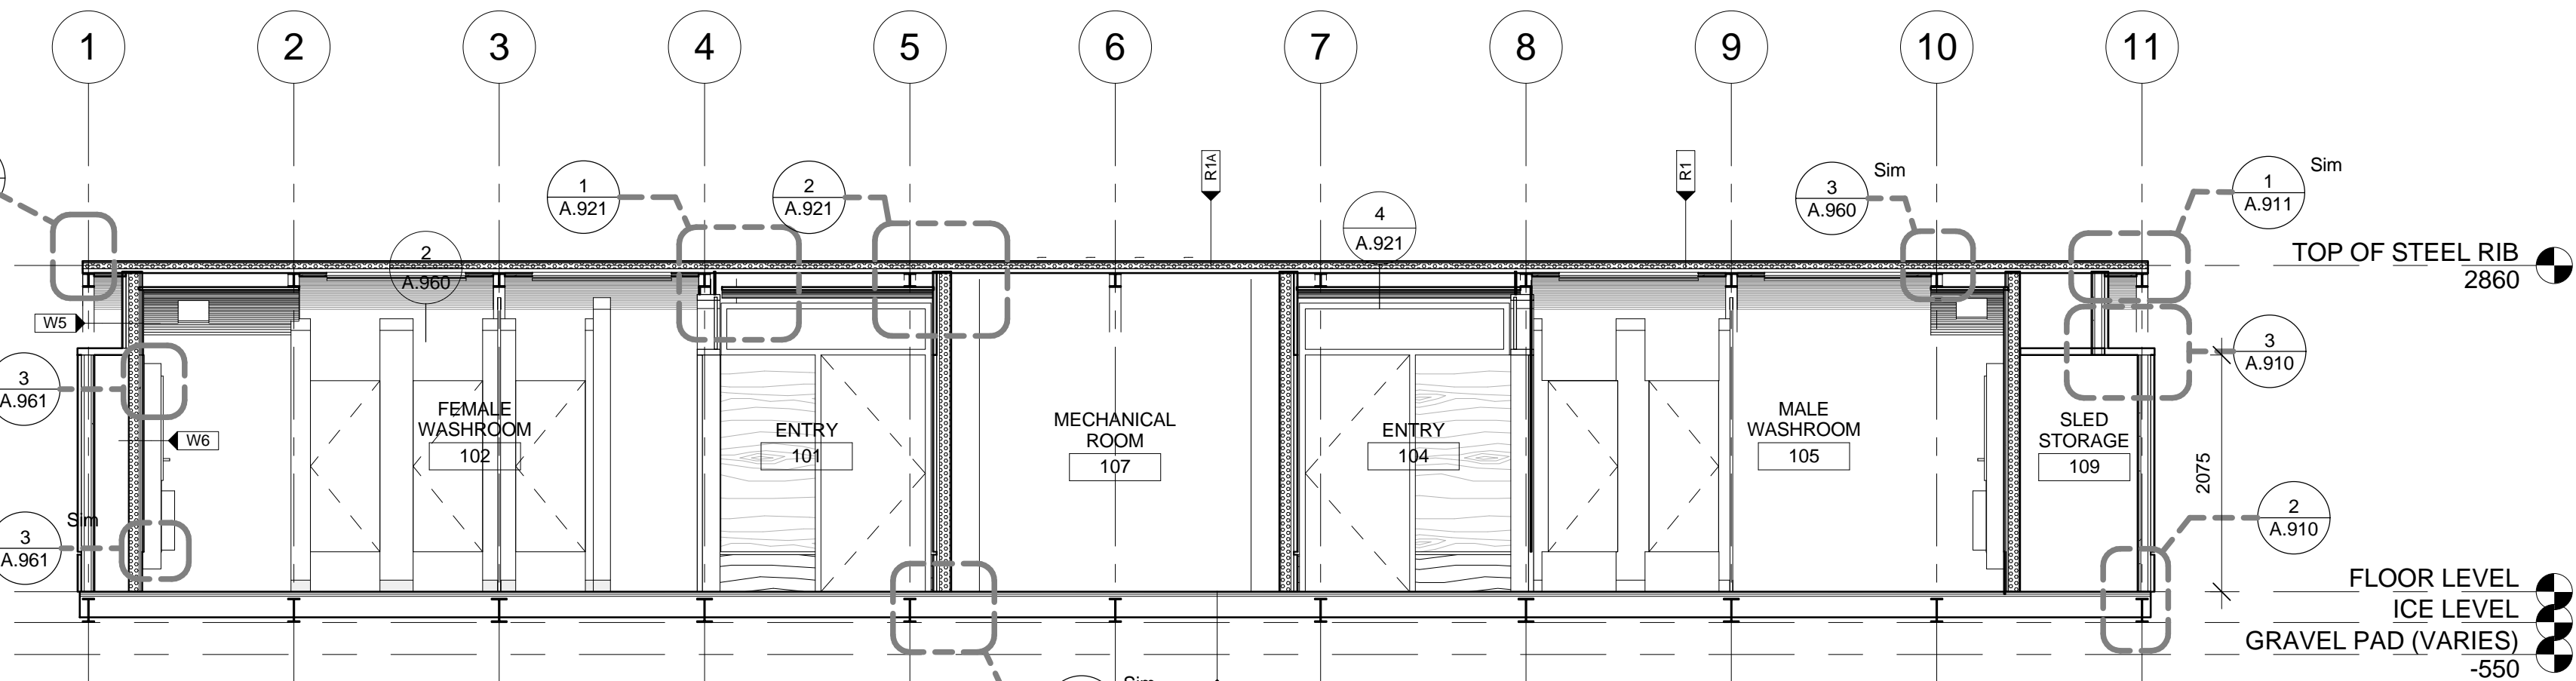 1
2
3
4
5
6
7
8
9
10
11
R1A
R1
1
A.921
2
A.921
3
A.960
Sim
1
A.911
Sim
4
A.921
2
A.960
TOP OF STEEL RIB
2860
W5
3
A.910
3
A.961
FEMALE
WASHROOM
102
W6
ENTRY
101
MECHANICAL
ROOM
107
ENTRY
104
MALE
WASHROOM
105
SLED
STORAGE
109
2075
2
A.910
Sim
3
A.961
FLOOR LEVEL
ICE LEVEL
GRAVEL PAD (VARIES)
-550
Sim